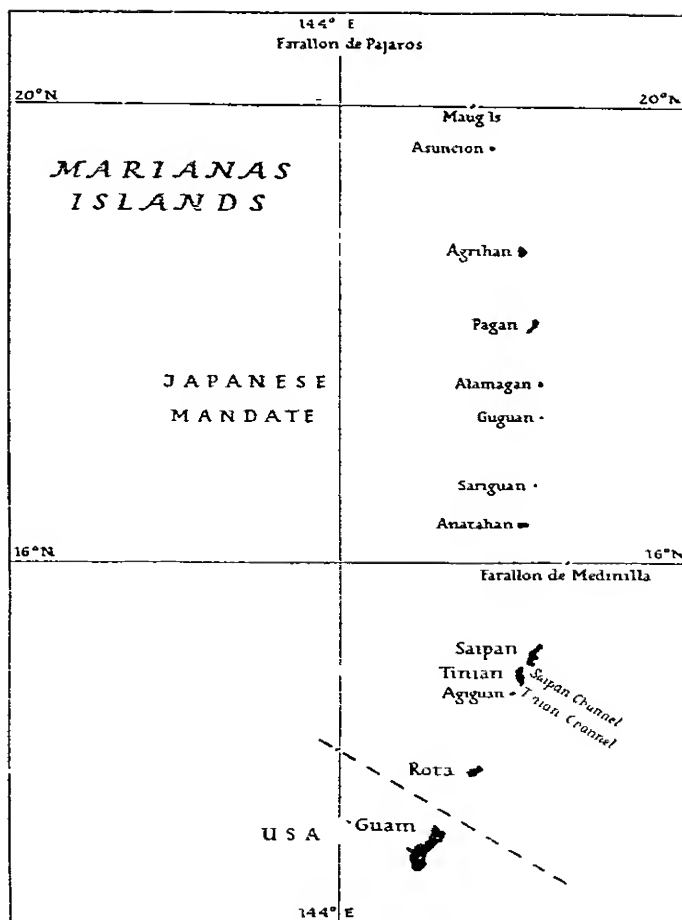 144° E
Farallon de Pajaros
20°N 20°N
Maug Is
Asuncion
MARIANAS
ISLANDS
Agrihan
Pagan
JAPANESE
MANDATE
Alamagan
Guguan
Sariguan
Anatahan
16°N 16°N
Farallon de Medinilla
Saipan
Tinian
Saipan Channel
Agiguan
Tinian Channel
Rota
Guam
USA
144° E